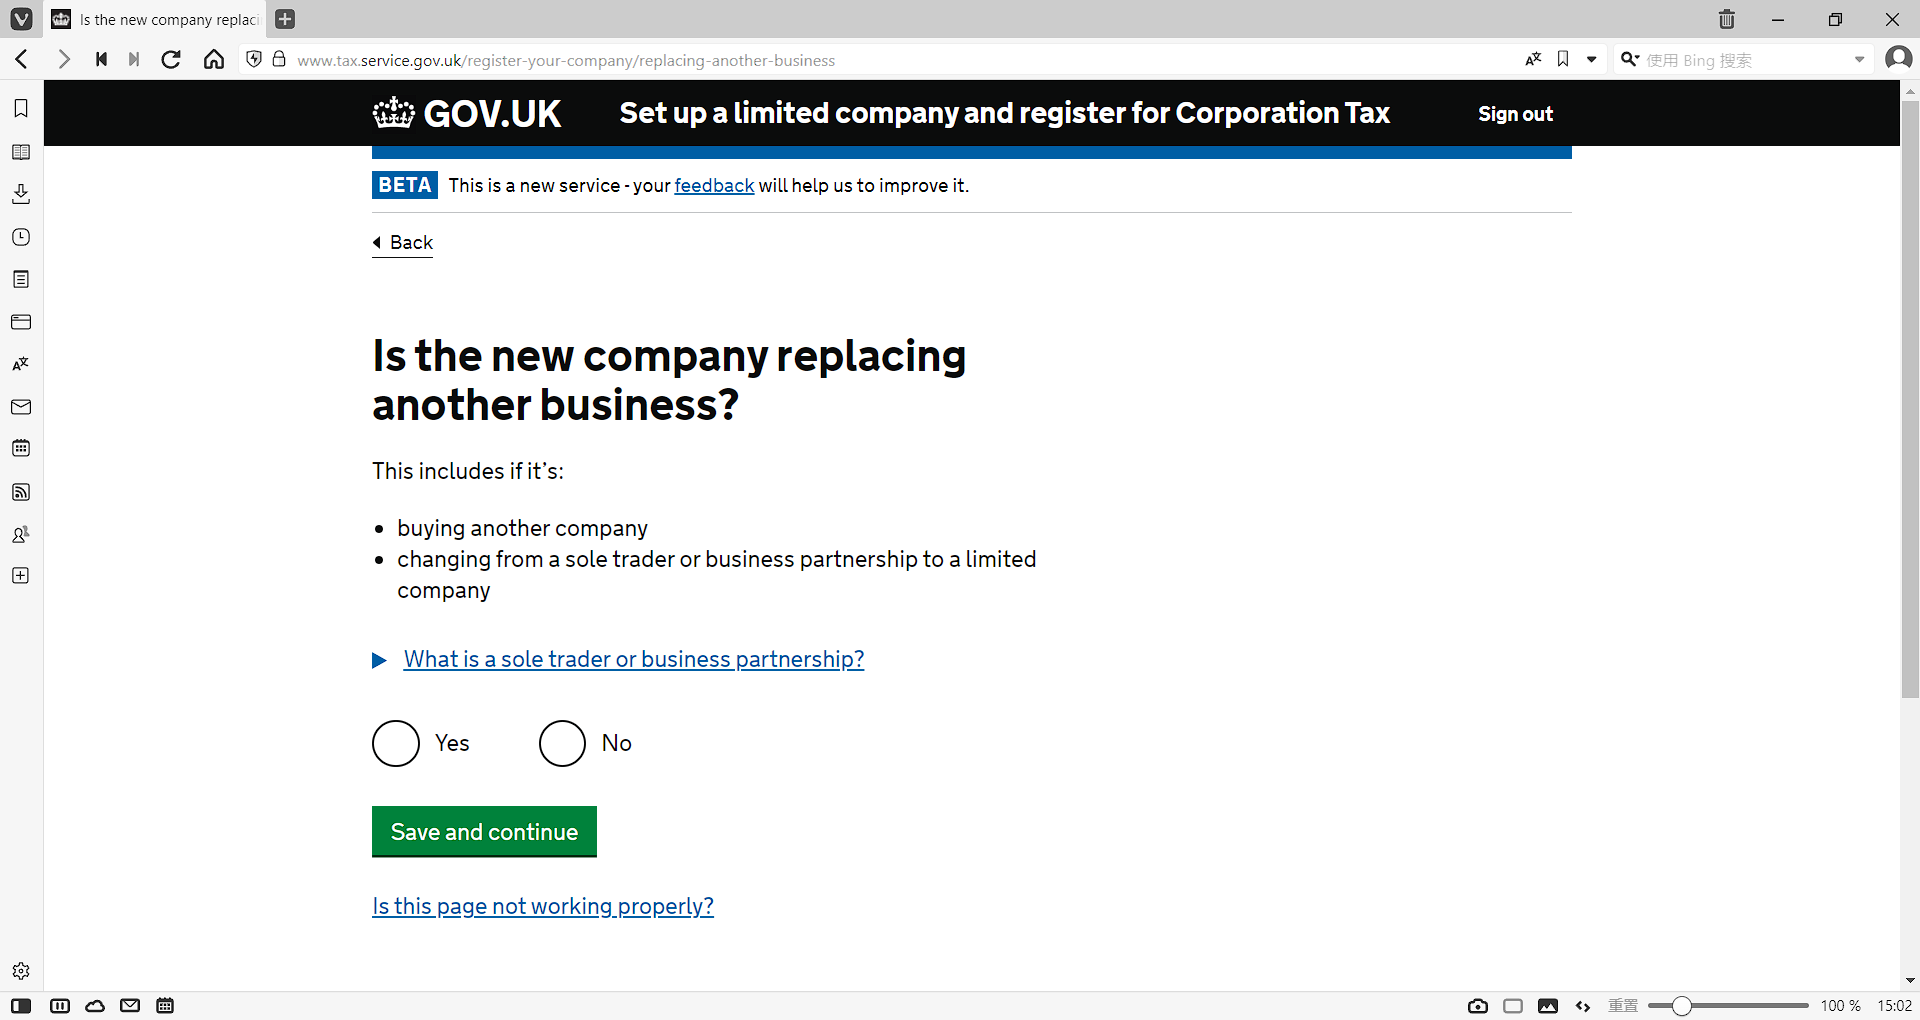 Is the new company replaci
www.tax.service.gov.uk/register-your-company/replacing-another-business
使用 Bing 搜索
GOV.UK
Set up a limited company and register for Corporation Tax
Sign out
BETA
This is a new service - your feedback will help us to improve it.
Back
Is the new company replacing
another business?
This includes if it’s:
• buying another company
• changing from a sole trader or business partnership to a limited
company
What is a sole trader or business partnership?
Yes
No
Save and continue
Is this page not working properly?
重置
100 %
15:02